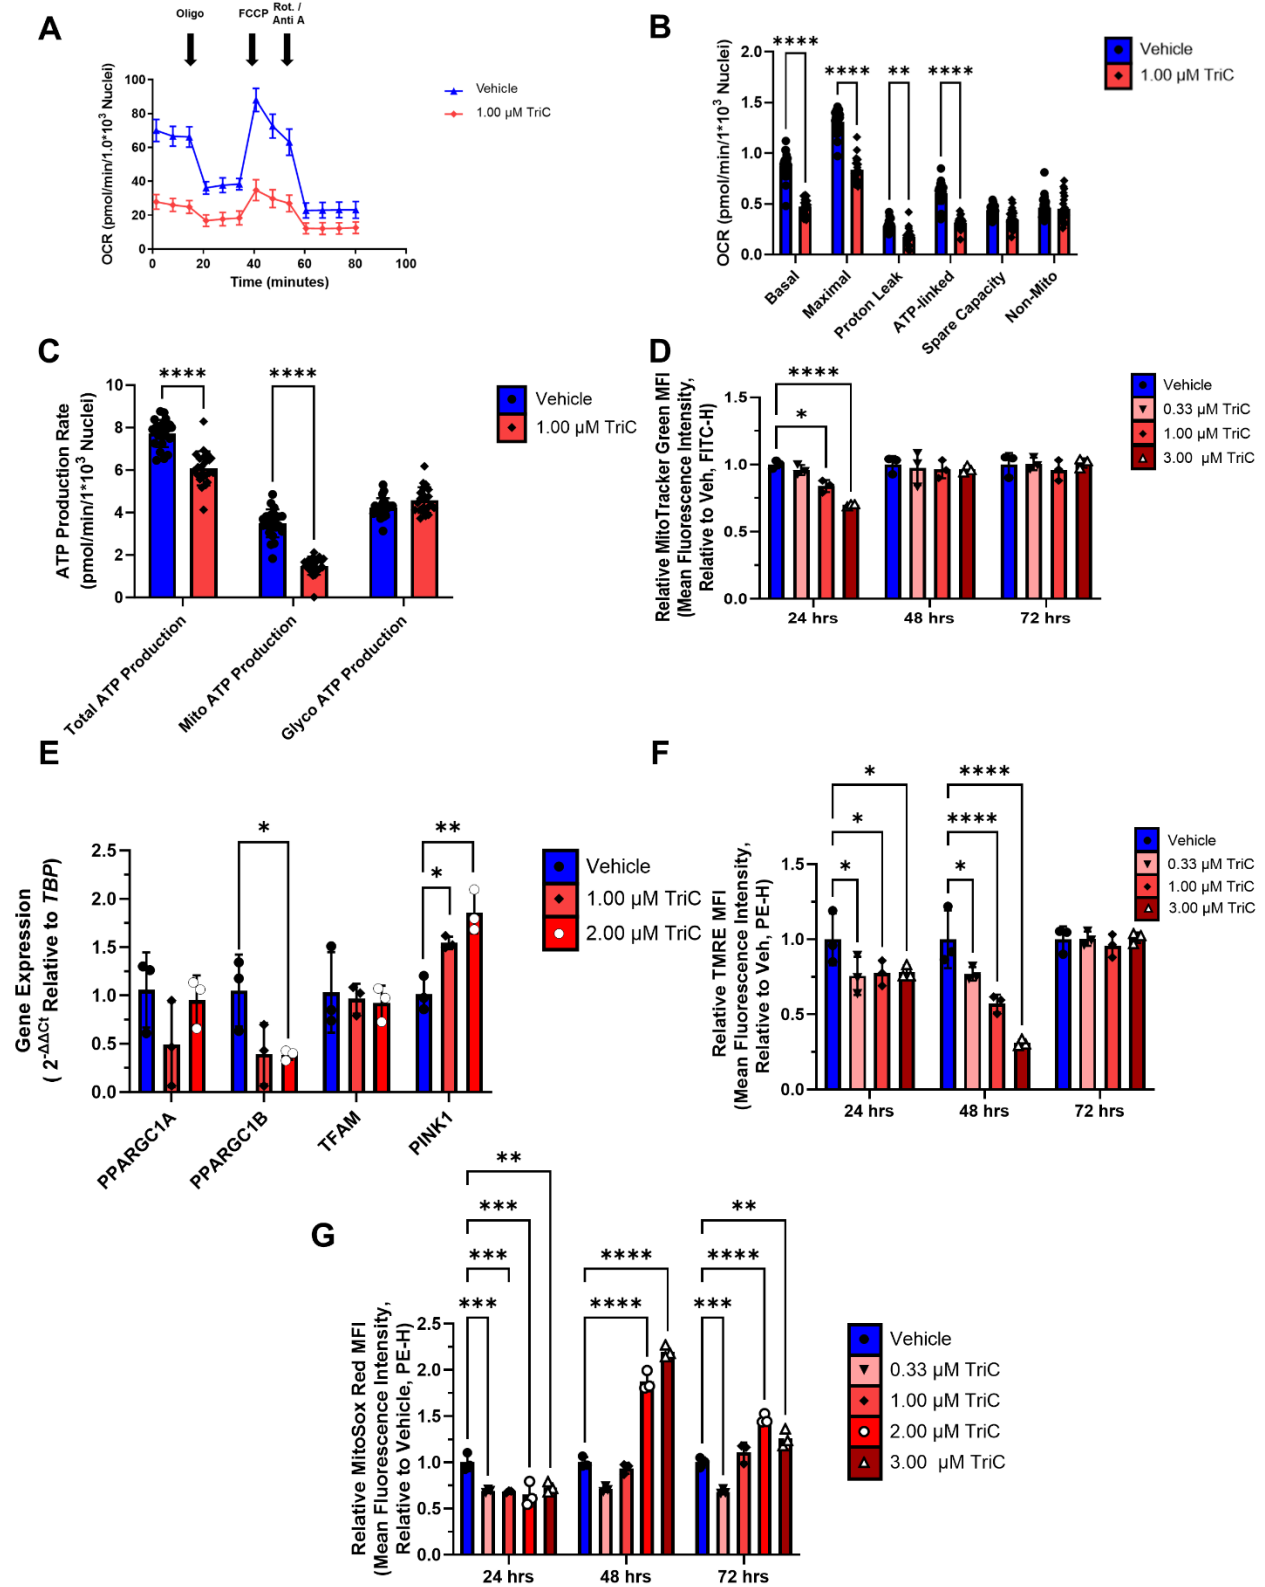 A
Oligo
FCCP
Rot. /
Anti A
OCR (pmol/min/1.0*10³ Nuclei)
100
80
60
40
20
0
0 20 40 60 80 100
Time (minutes)
Vehicle
1.00 µM TriC
B
OCR (pmol/min/1*10³ Nuclei)
2.0
1.5
1.0
0.5
0.0
**** **** ** ****
Basal
Maximal
Proton Leak
ATP-linked
Spare Capacity
Non-Mito
Vehicle
1.00 µM TriC
C
ATP Production Rate
(pmol/min/1*10³ Nuclei)
10
8
6
4
2
0
**** ****
Total ATP Production
Mito ATP Production
Glyco ATP Production
Vehicle
1.00 µM TriC
D
Relative MitoTracker Green MFI
(Mean Fluorescence Intensity,
Relative to Veh, FITC-H)
1.5
1.0
0.5
0.0
****
*
24 hrs 48 hrs 72 hrs
Vehicle
0.33 µM TriC
1.00 µM TriC
3.00 µM TriC
E
Gene Expression
( 2-ΔΔCt Relative to TBP)
2.5
2.0
1.5
1.0
0.5
0.0
* **
*
PPARGC1A
PPARGC1B
TFAM
PINK1
Vehicle
1.00 µM TriC
2.00 µM TriC
F
Relative TMRE MFI
(Mean Fluorescence Intensity,
Relative to Veh, PE-H)
1.5
1.0
0.5
0.0
* ****
* ****
* *
24 hrs 48 hrs 72 hrs
Vehicle
0.33 µM TriC
1.00 µM TriC
3.00 µM TriC
G
Relative MitoSox Red MFI
(Mean Fluorescence Intensity,
Relative to Vehicle, PE-H)
2.5
2.0
1.5
1.0
0.5
0.0
**
*** **
*** **** ****
*** **** ***
24 hrs 48 hrs 72 hrs
Vehicle
0.33 µM TriC
1.00 µM TriC
2.00 µM TriC
3.00 µM TriC